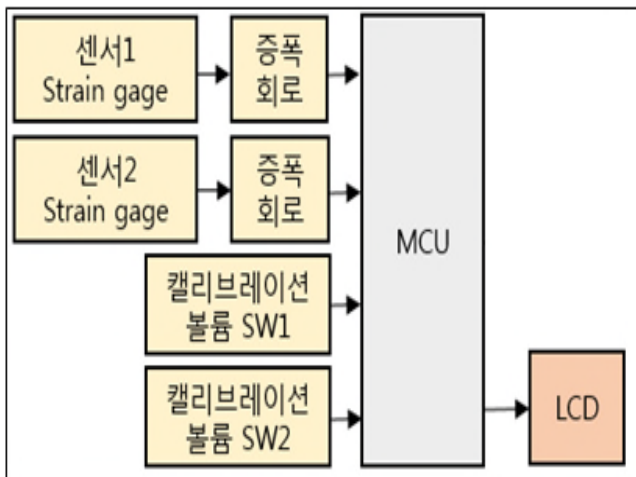 센서1
Strain gage
증폭
회로
센서2
Strain gage
증폭
회로
캘리브레이션
볼륨 SW1
캘리브레이션
볼륨 SW2
MCU
LCD